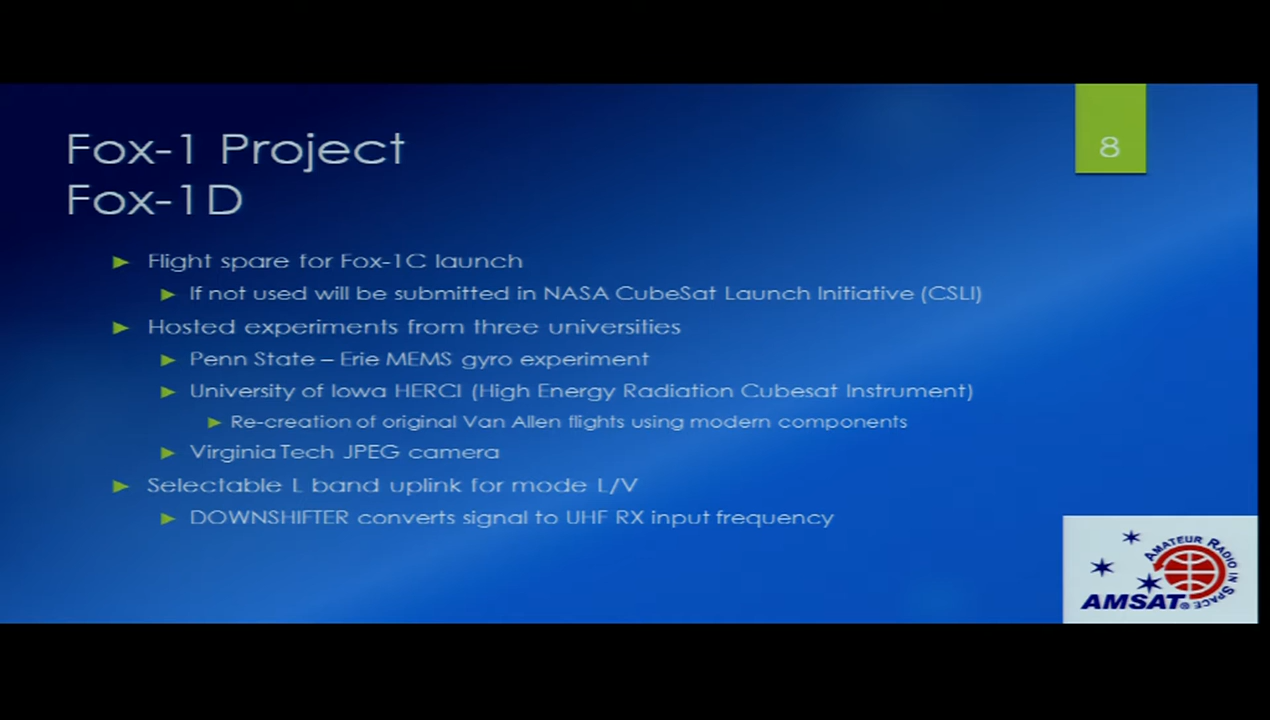 Fox-1 Project
Fox-1D
8
Flight spare for Fox-1C launch
If not used will be submitted in NASA CubeSat Launch Initiative (CSLI)
Hosted experiments from three universities
Penn State – Erie MEMS gyro experiment
University of Iowa HERCI (High Energy Radiation Cubesat Instrument)
Re-creation of original Van Allen flights using modern components
Virginia Tech JPEG camera
Selectable L band uplink for mode L/V
DOWNSHIFTER converts signal to UHF RX input frequency
AMATEUR RADIO IN SPACE
AMSAT®